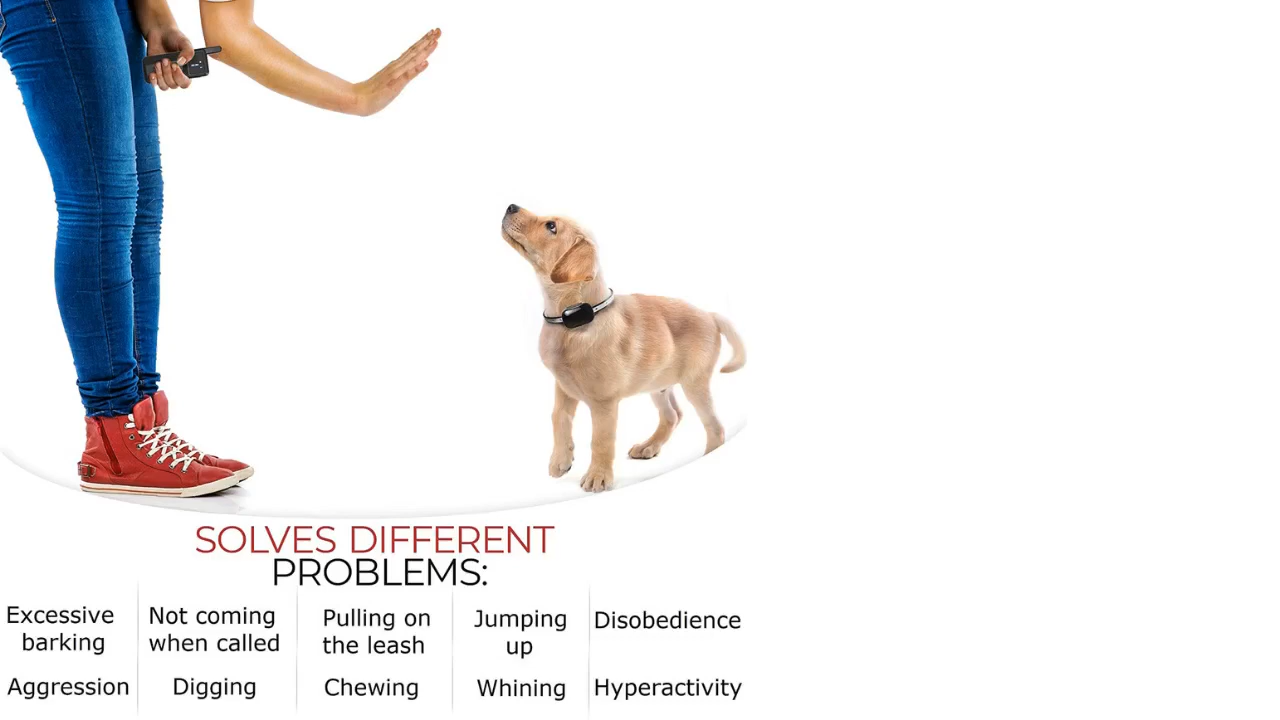 SOLVES DIFFERENT
PROBLEMS:
Excessive
barking
Not coming
when called
Pulling on
the leash
Jumping
up
Disobedience
Aggression
Digging
Chewing
Whining
Hyperactivity